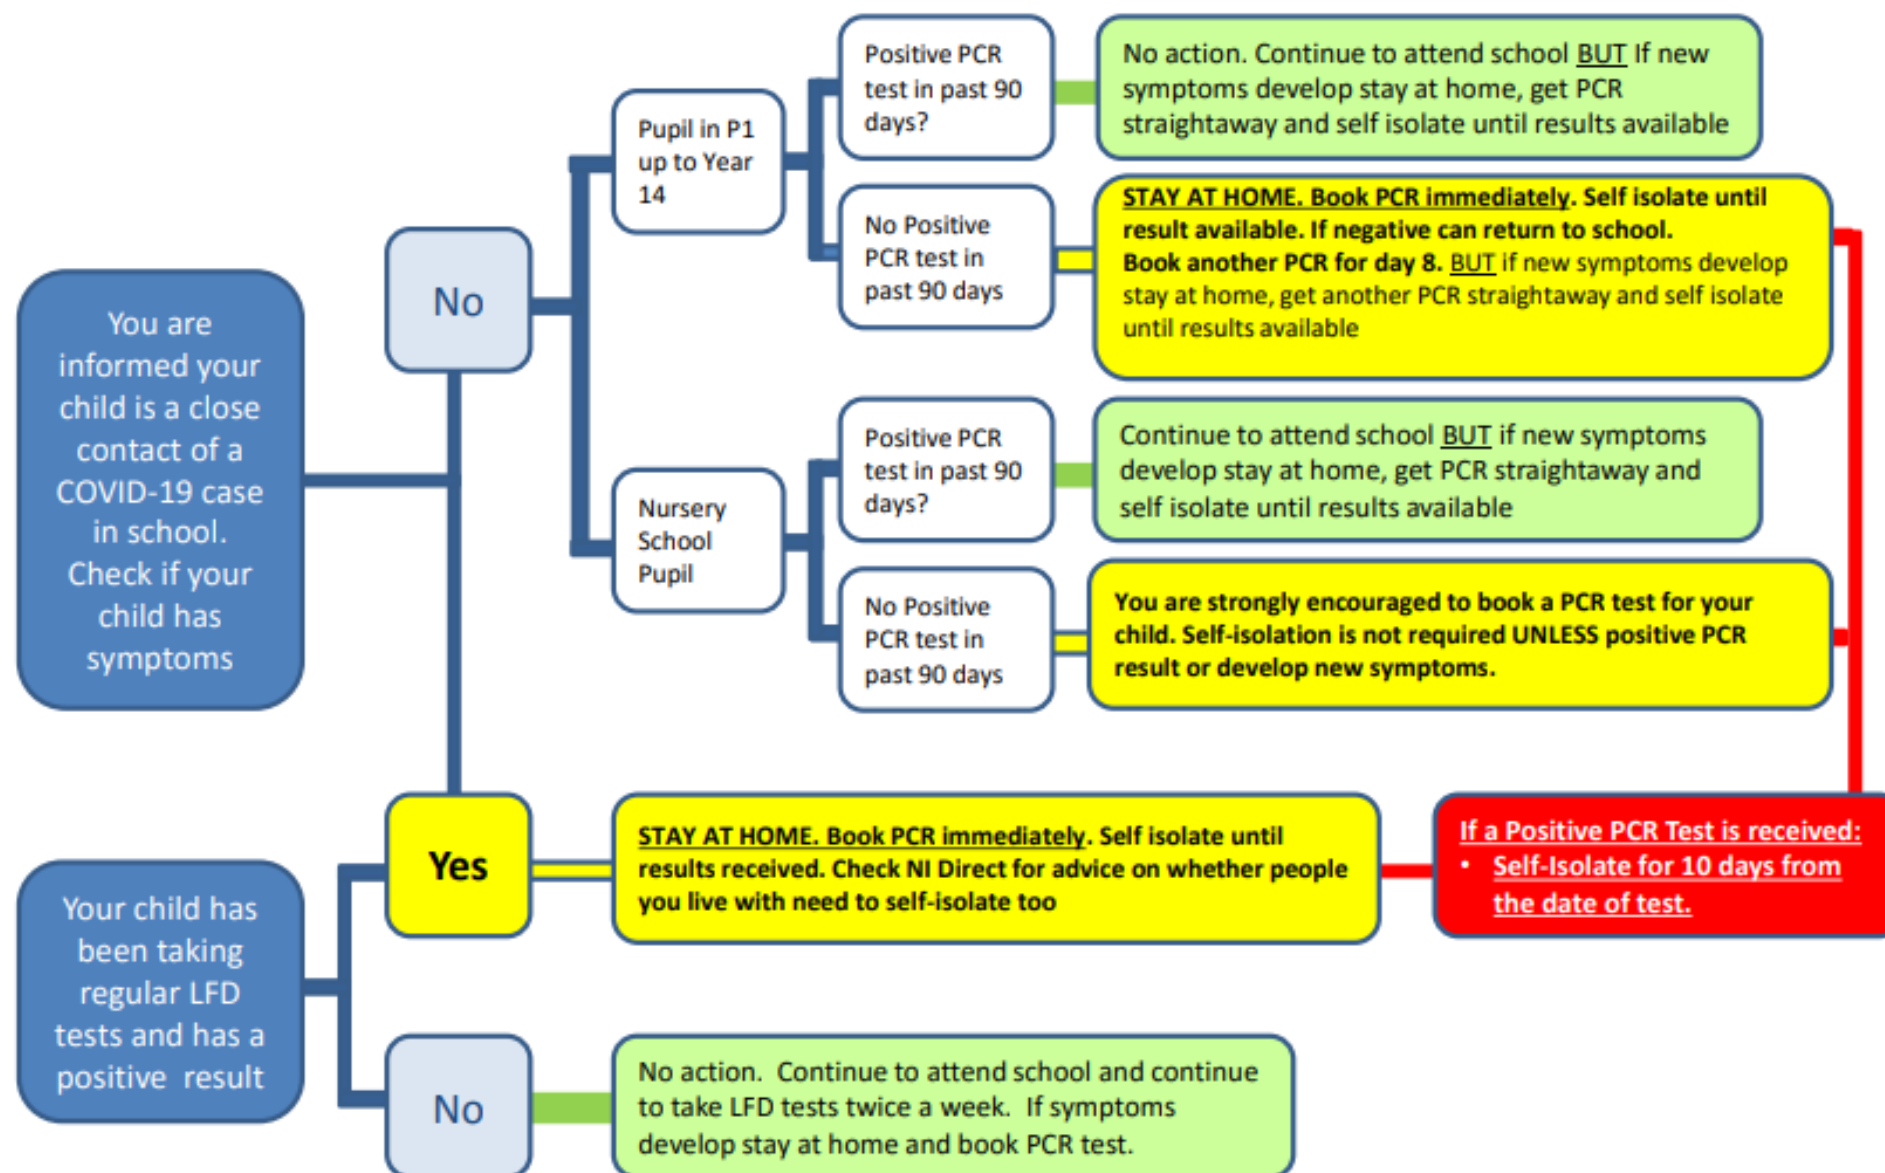 You are
informed your
child is a close
contact of a
COVID-19 case
in school.
Check if your
child has
symptoms
No
Pupil in P1
up to Year
14
Positive PCR
test in past 90
days?
No action. Continue to attend school BUT If new
symptoms develop stay at home, get PCR
straightaway and self isolate until results available
No Positive
PCR test in
past 90 days
STAY AT HOME. Book PCR immediately. Self isolate until
result available. If negative can return to school.
Book another PCR for day 8. BUT if new symptoms develop
stay at home, get another PCR straightaway and self isolate
until results available
Nursery
School
Pupil
Positive PCR
test in past 90
days?
Continue to attend school BUT if new symptoms
develop stay at home, get PCR straightaway and
self isolate until results available
No Positive
PCR test in
past 90 days
You are strongly encouraged to book a PCR test for your
child. Self-isolation is not required UNLESS positive PCR
result or develop new symptoms.
Your child has
been taking
regular LFD
tests and has a
positive result
Yes
STAY AT HOME. Book PCR immediately. Self isolate until
results received. Check NI Direct for advice on whether people
you live with need to self-isolate too
If a Positive PCR Test is received:
• Self-Isolate for 10 days from
the date of test.
No
No action. Continue to attend school and continue
to take LFD tests twice a week. If symptoms
develop stay at home and book PCR test.